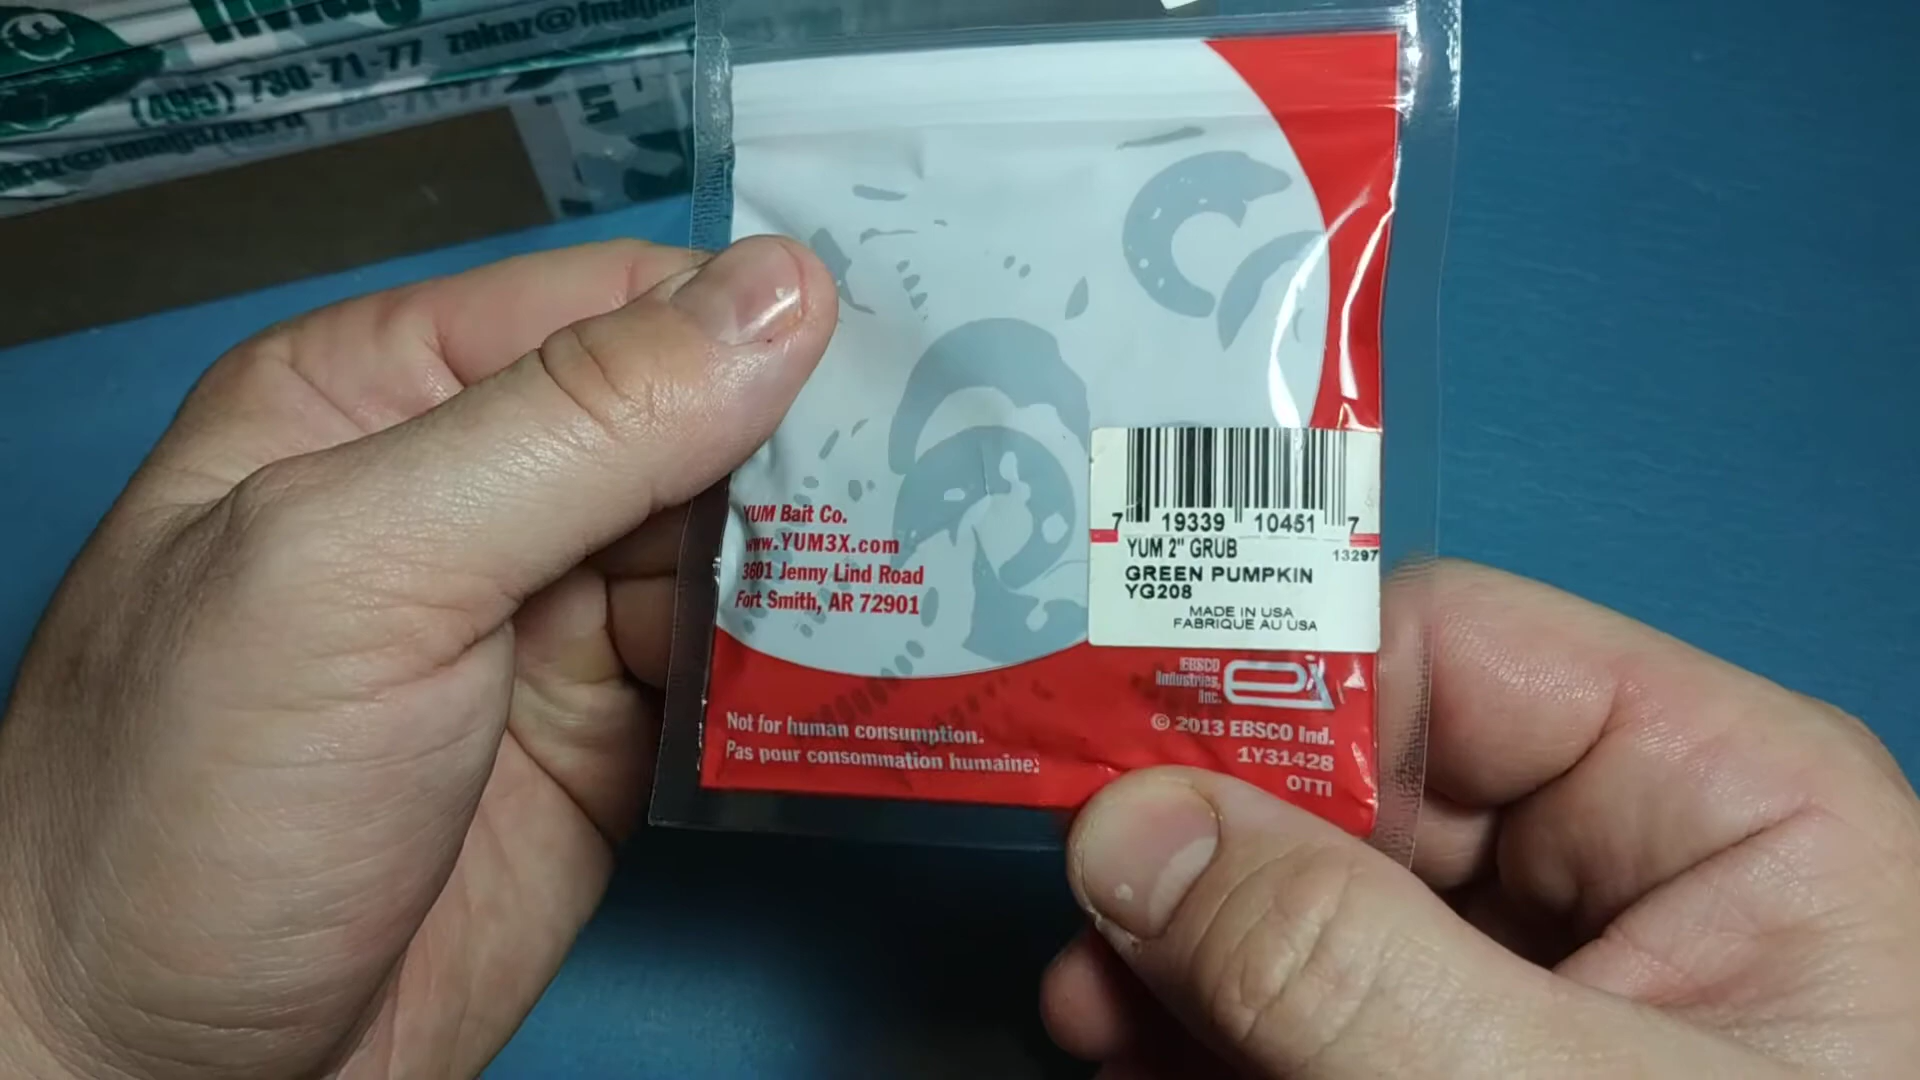 (495) 730-71-77 zakaz@fmagaz
YUM Bait Co.
www.YUM3X.com
3601 Jenny Lind Road
Fort Smith, AR 72901
7 19339 10451 7
YUM 2" GRUB
13297
GREEN PUMPKIN
YG208
MADE IN USA
FABRIQUE AU USA
EBSCO
Industries,
Inc.
Not for human consumption.
Pas pour consommation humaine.
© 2013 EBSCO Ind.
1Y31428
OTTI